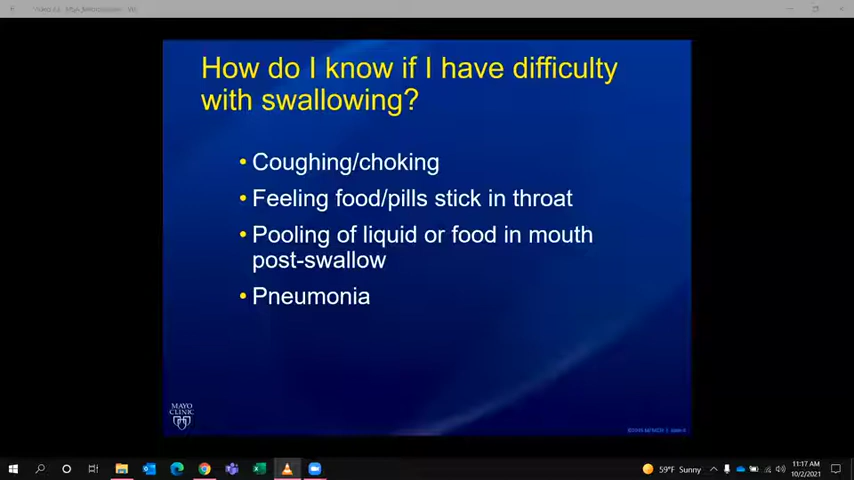 How do I know if I have difficulty
with swallowing?
• Coughing/choking
• Feeling food/pills stick in throat
• Pooling of liquid or food in mouth
post-swallow
• Pneumonia
MAYO
CLINIC
59°F Sunny
11:17 AM
10/2/2021